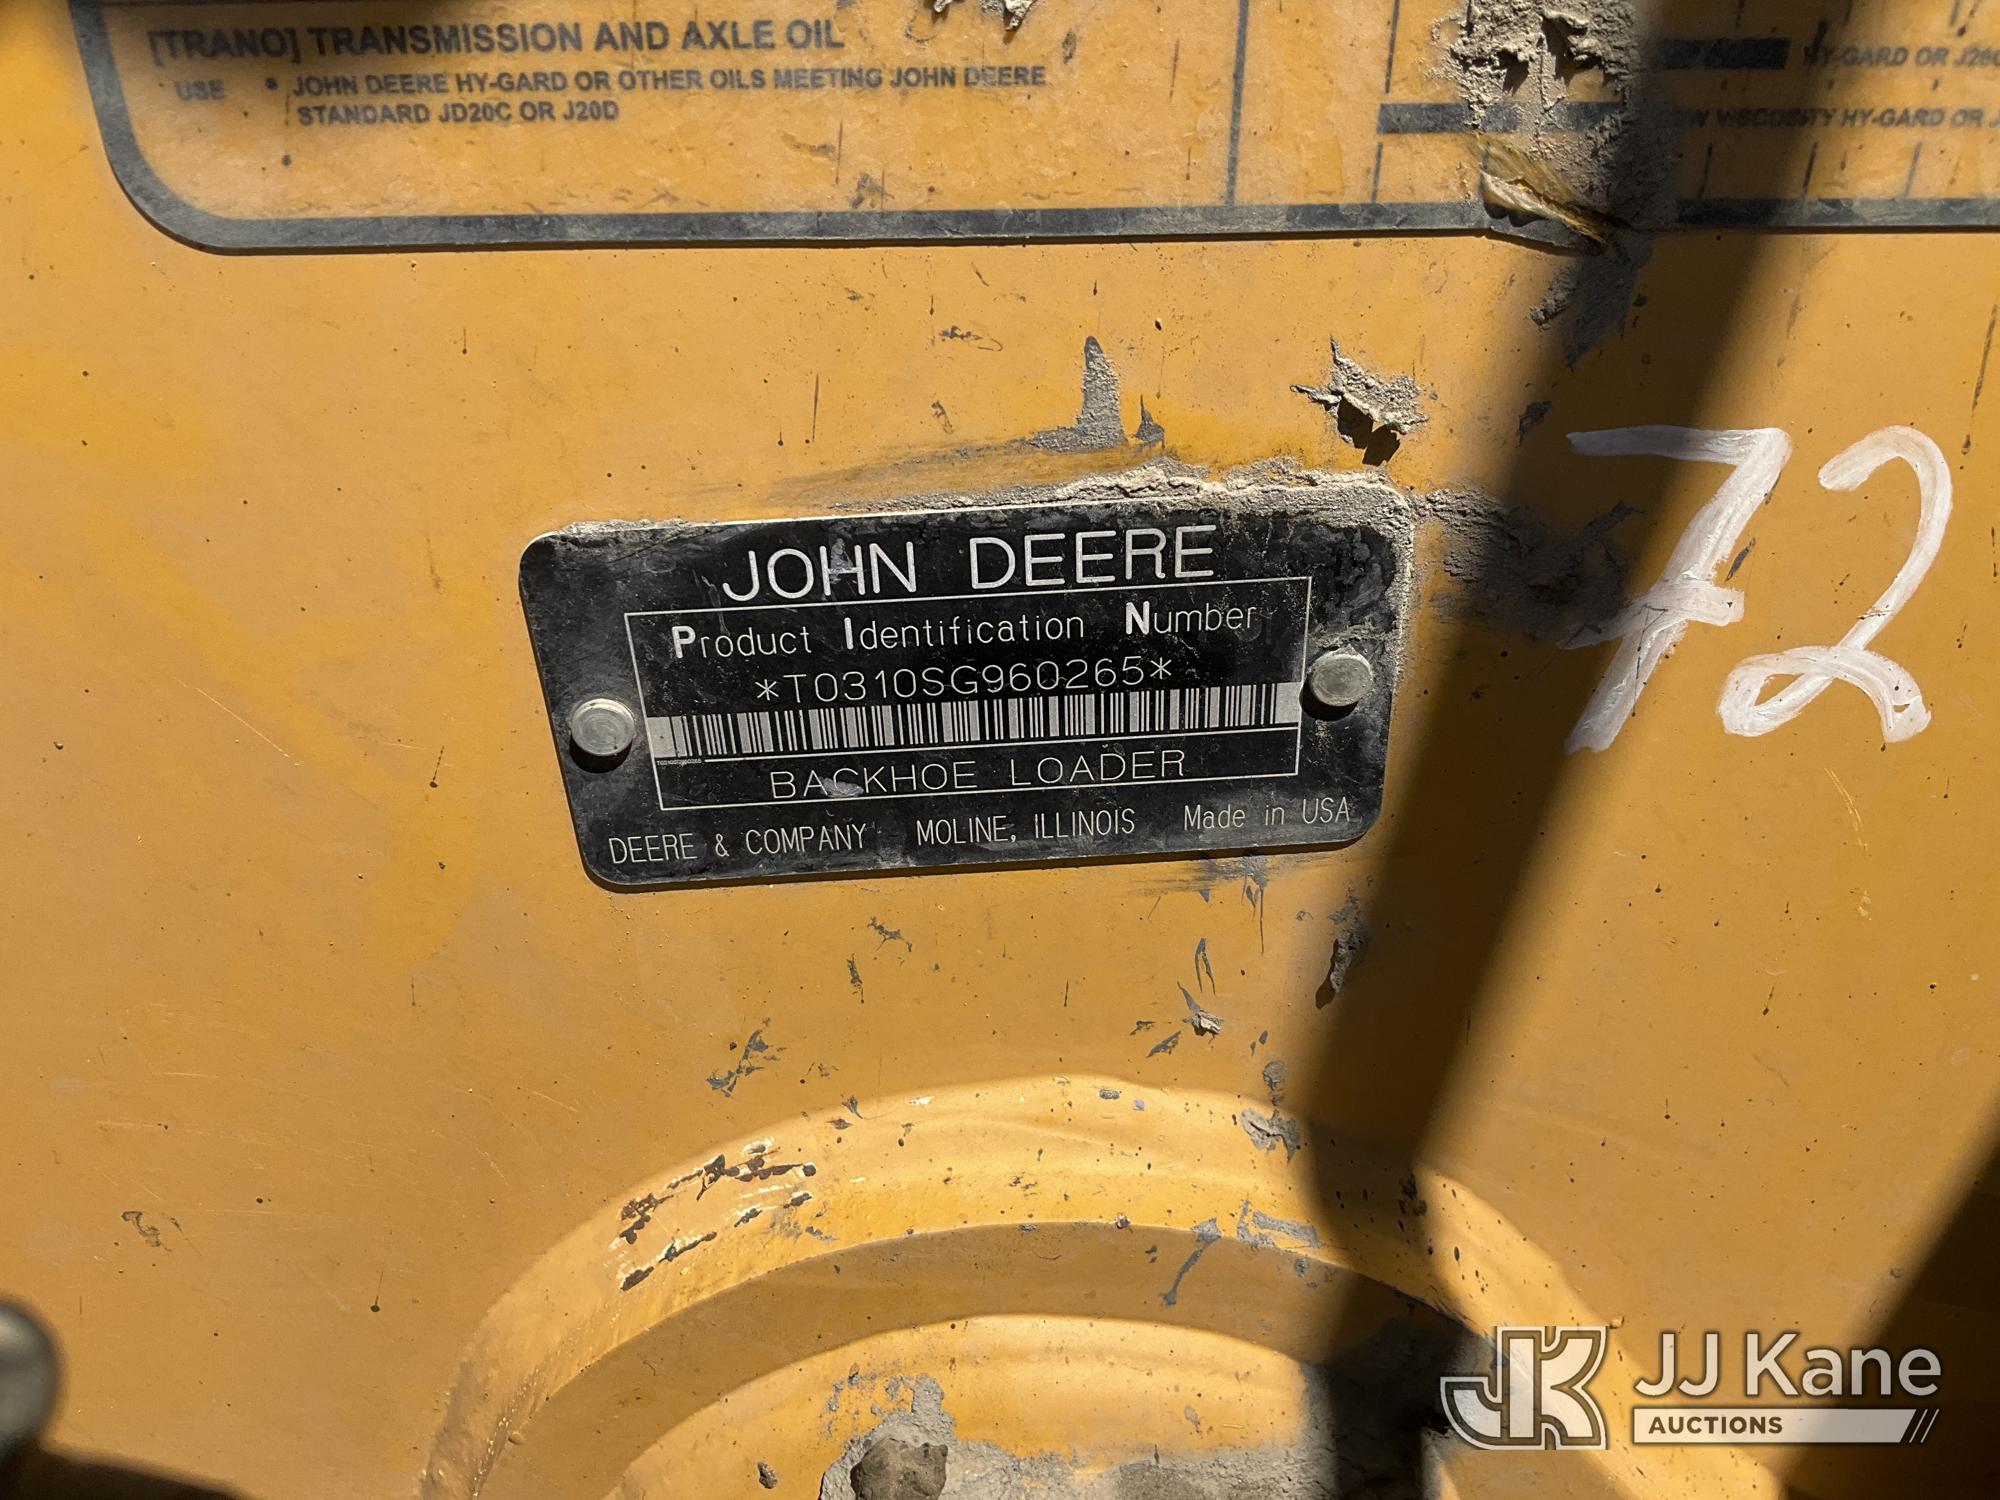 [TRANO] TRANSMISSION AND AXLE OIL
USE * JOHN DEERE HY-GARD OR OTHER OILS MEETING JOHN DEERE
STANDARD JD20C OR J20D
HY-GARD OR J20C
VISCOSITY HY-GARD OR J
72
JOHN DEERE
Product Identification Number
*T0310SG960265*
BACKHOE LOADER
DEERE & COMPANY MOLINE, ILLINOIS Made in USA
JK JJ Kane
AUCTIONS